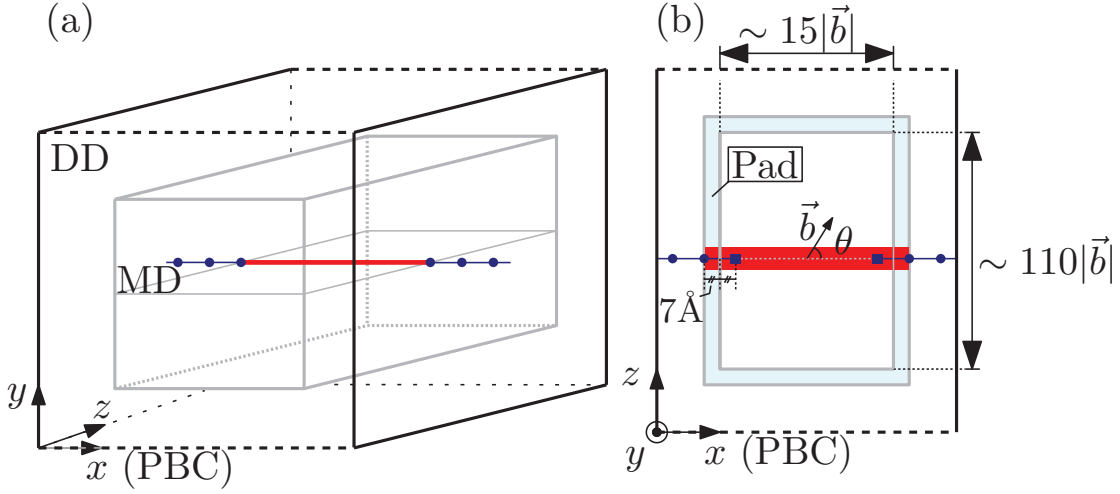 (a)
DD
MD
y
z
x (PBC)
(b)
∼ 15|b⃗|
Pad
b⃗
θ
∼ 110|b⃗|
7Å
z
y
x (PBC)